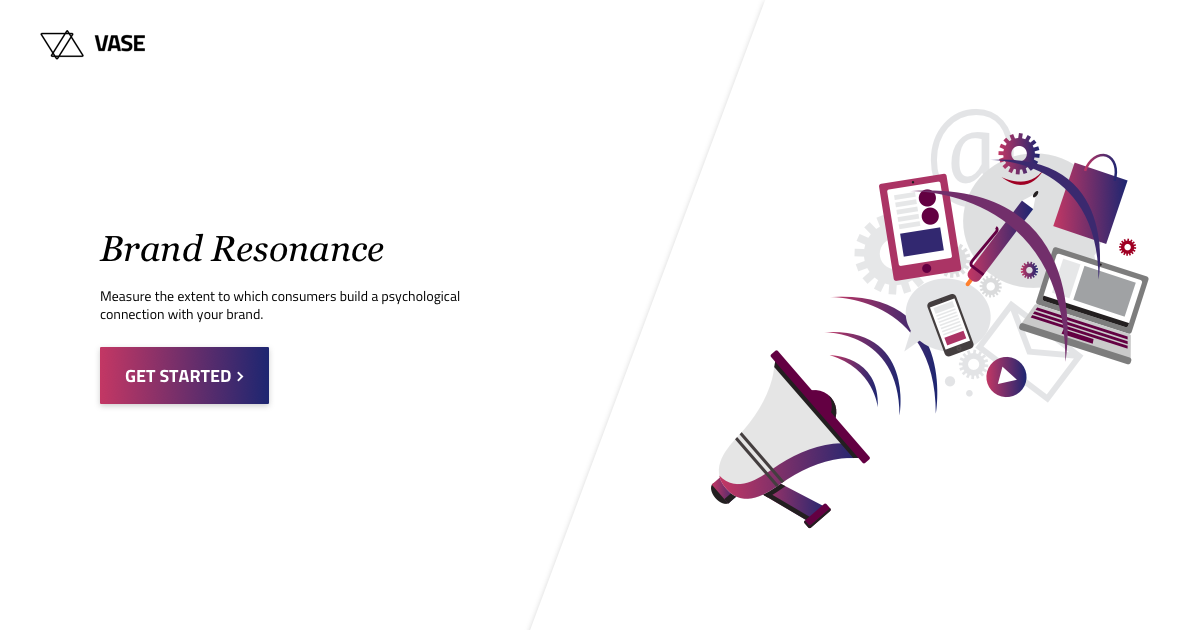 VASE
Brand Resonance
Measure the extent to which consumers build a psychological
connection with your brand.
GET STARTED >
@